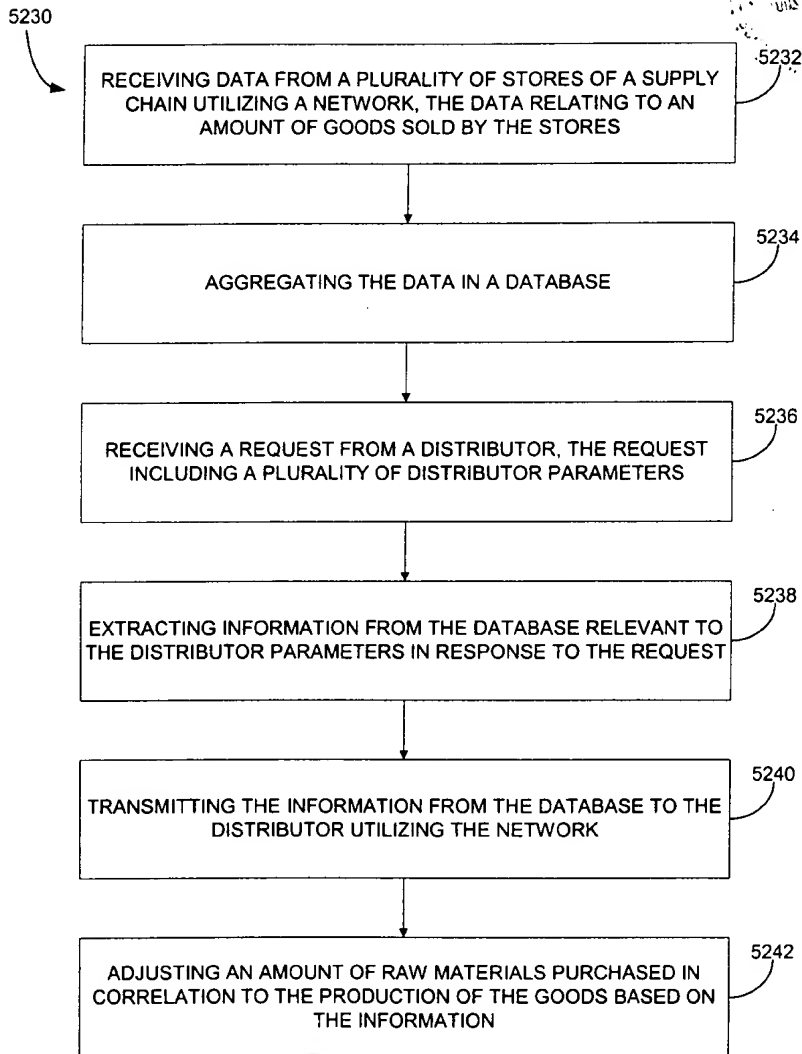 5230
RECEIVING DATA FROM A PLURALITY OF STORES OF A SUPPLY
CHAIN UTILIZING A NETWORK, THE DATA RELATING TO AN
AMOUNT OF GOODS SOLD BY THE STORES
5232
AGGREGATING THE DATA IN A DATABASE
5234
RECEIVING A REQUEST FROM A DISTRIBUTOR, THE REQUEST
INCLUDING A PLURALITY OF DISTRIBUTOR PARAMETERS
5236
EXTRACTING INFORMATION FROM THE DATABASE RELEVANT TO
THE DISTRIBUTOR PARAMETERS IN RESPONSE TO THE REQUEST
5238
TRANSMITTING THE INFORMATION FROM THE DATABASE TO THE
DISTRIBUTOR UTILIZING THE NETWORK
5240
ADJUSTING AN AMOUNT OF RAW MATERIALS PURCHASED IN
CORRELATION TO THE PRODUCTION OF THE GOODS BASED ON
THE INFORMATION
5242